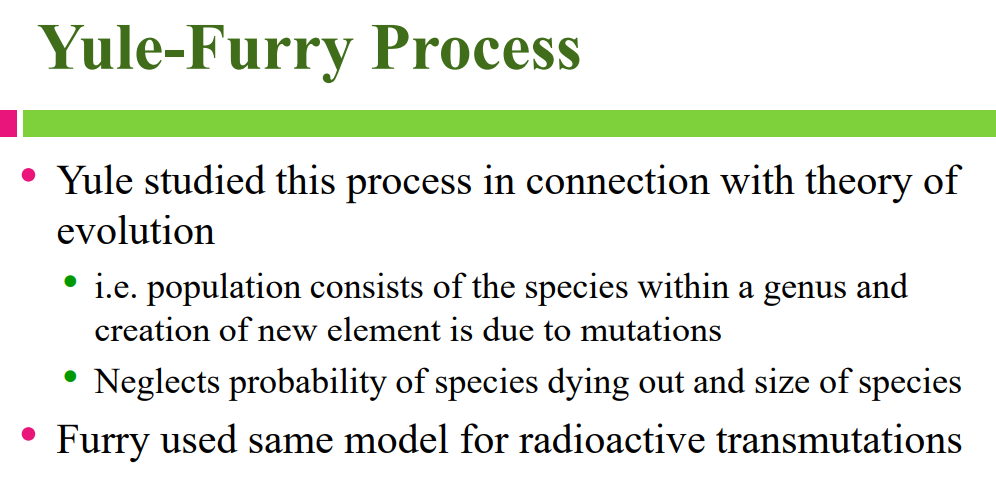 Yule-Furry Process
• Yule studied this process in connection with theory of
evolution
• i.e. population consists of the species within a genus and
creation of new element is due to mutations
• Neglects probability of species dying out and size of species
• Furry used same model for radioactive transmutations